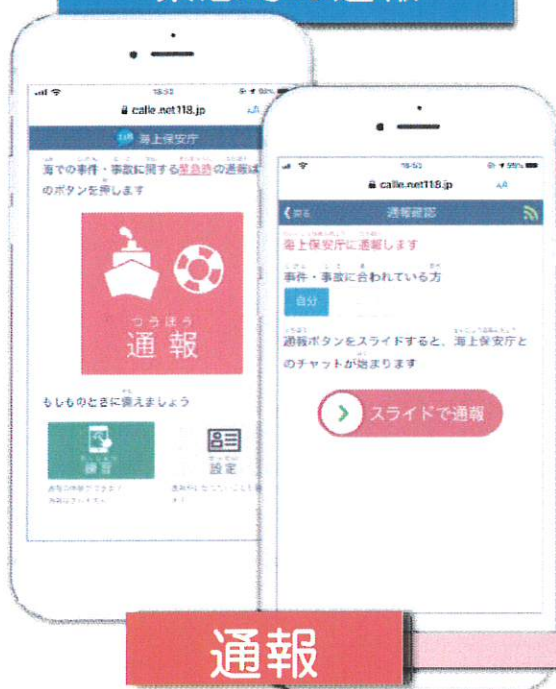 18:50
calle.net118.jp
海上保安庁
海での事件・事故に関する緊急時の通報は
のボタンを押します
つうほう
通報
もしものときに備えましょう
練習
設定
18:50
calle.net118.jp
戻る
通報確認
海上保安庁に通報します
事件・事故に合われている方
自分
通報ボタンをスライドすると、海上保安庁と
のチャットが始まります
スライドで通報
通報